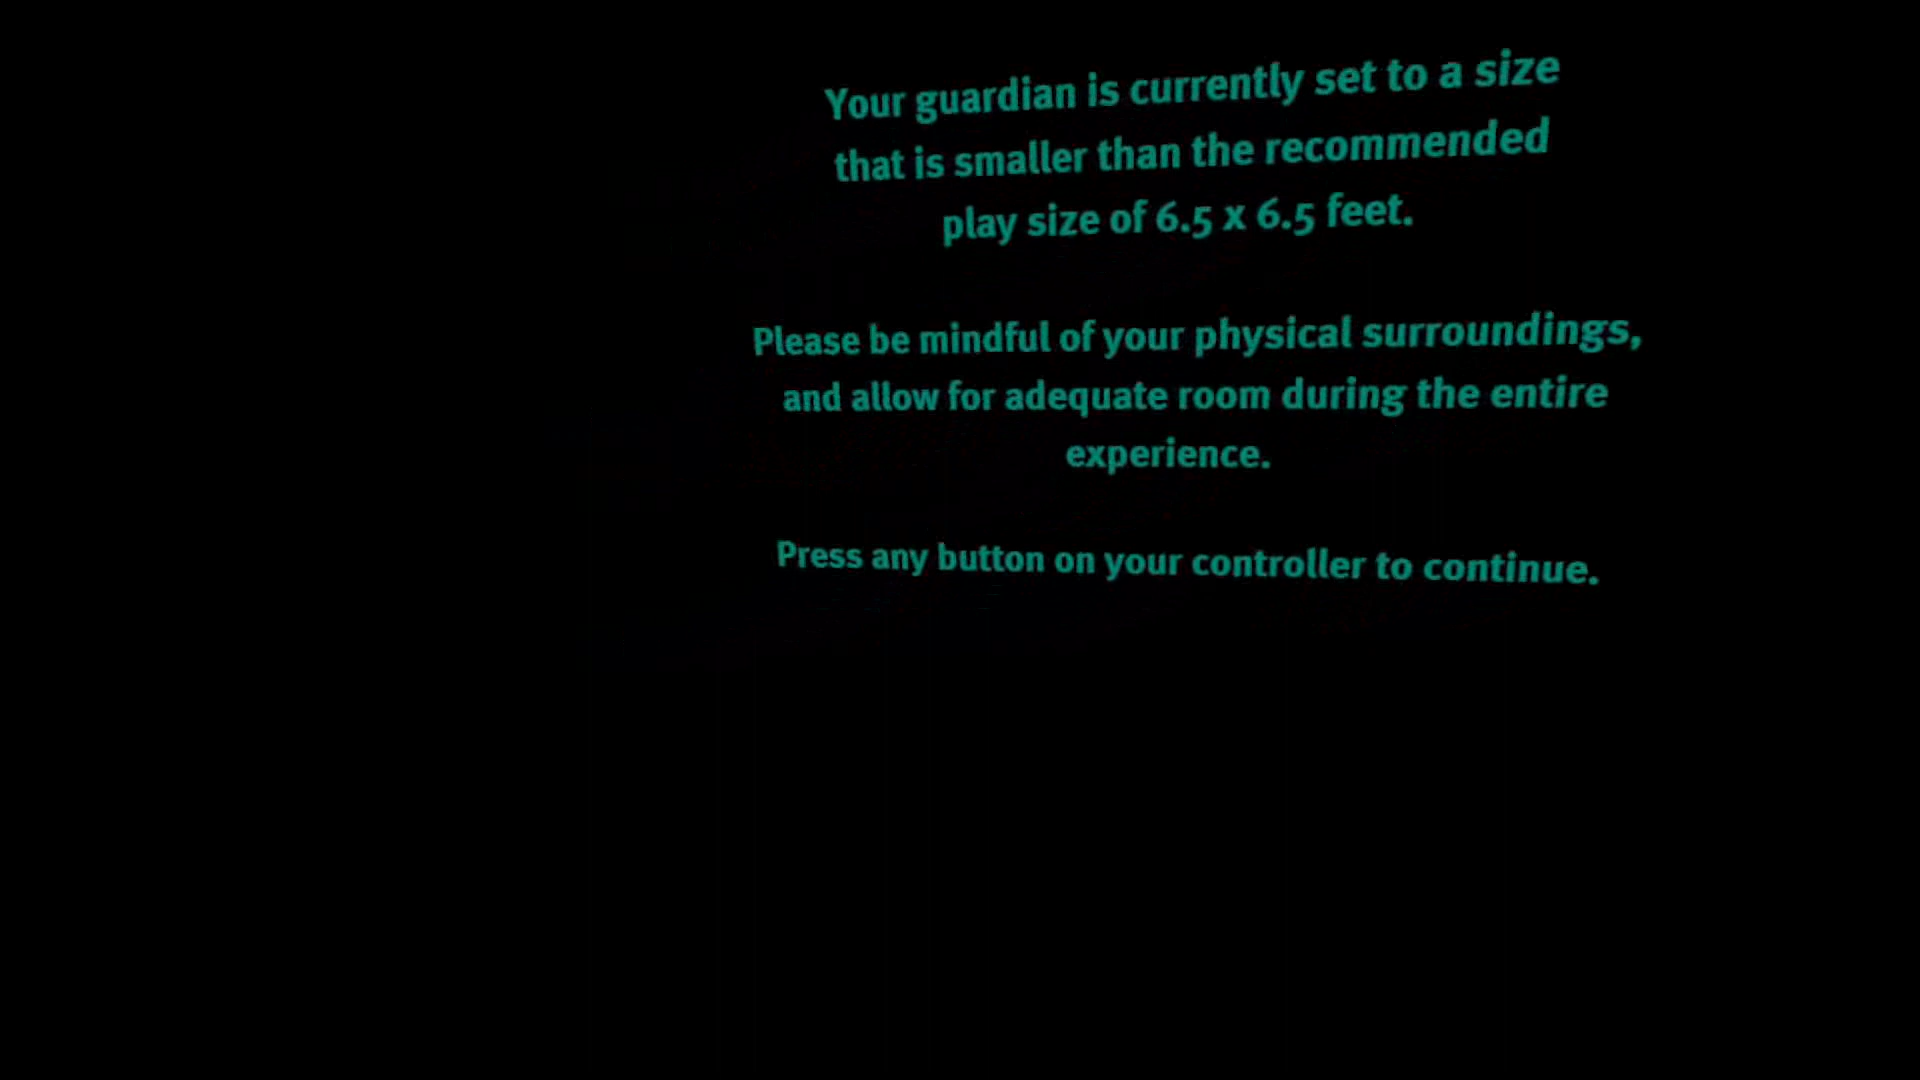 Your guardian is currently set to a size
that is smaller than the recommended
play size of 6.5 x 6.5 feet.
Please be mindful of your physical surroundings,
and allow for adequate room during the entire
experience.
Press any button on your controller to continue.